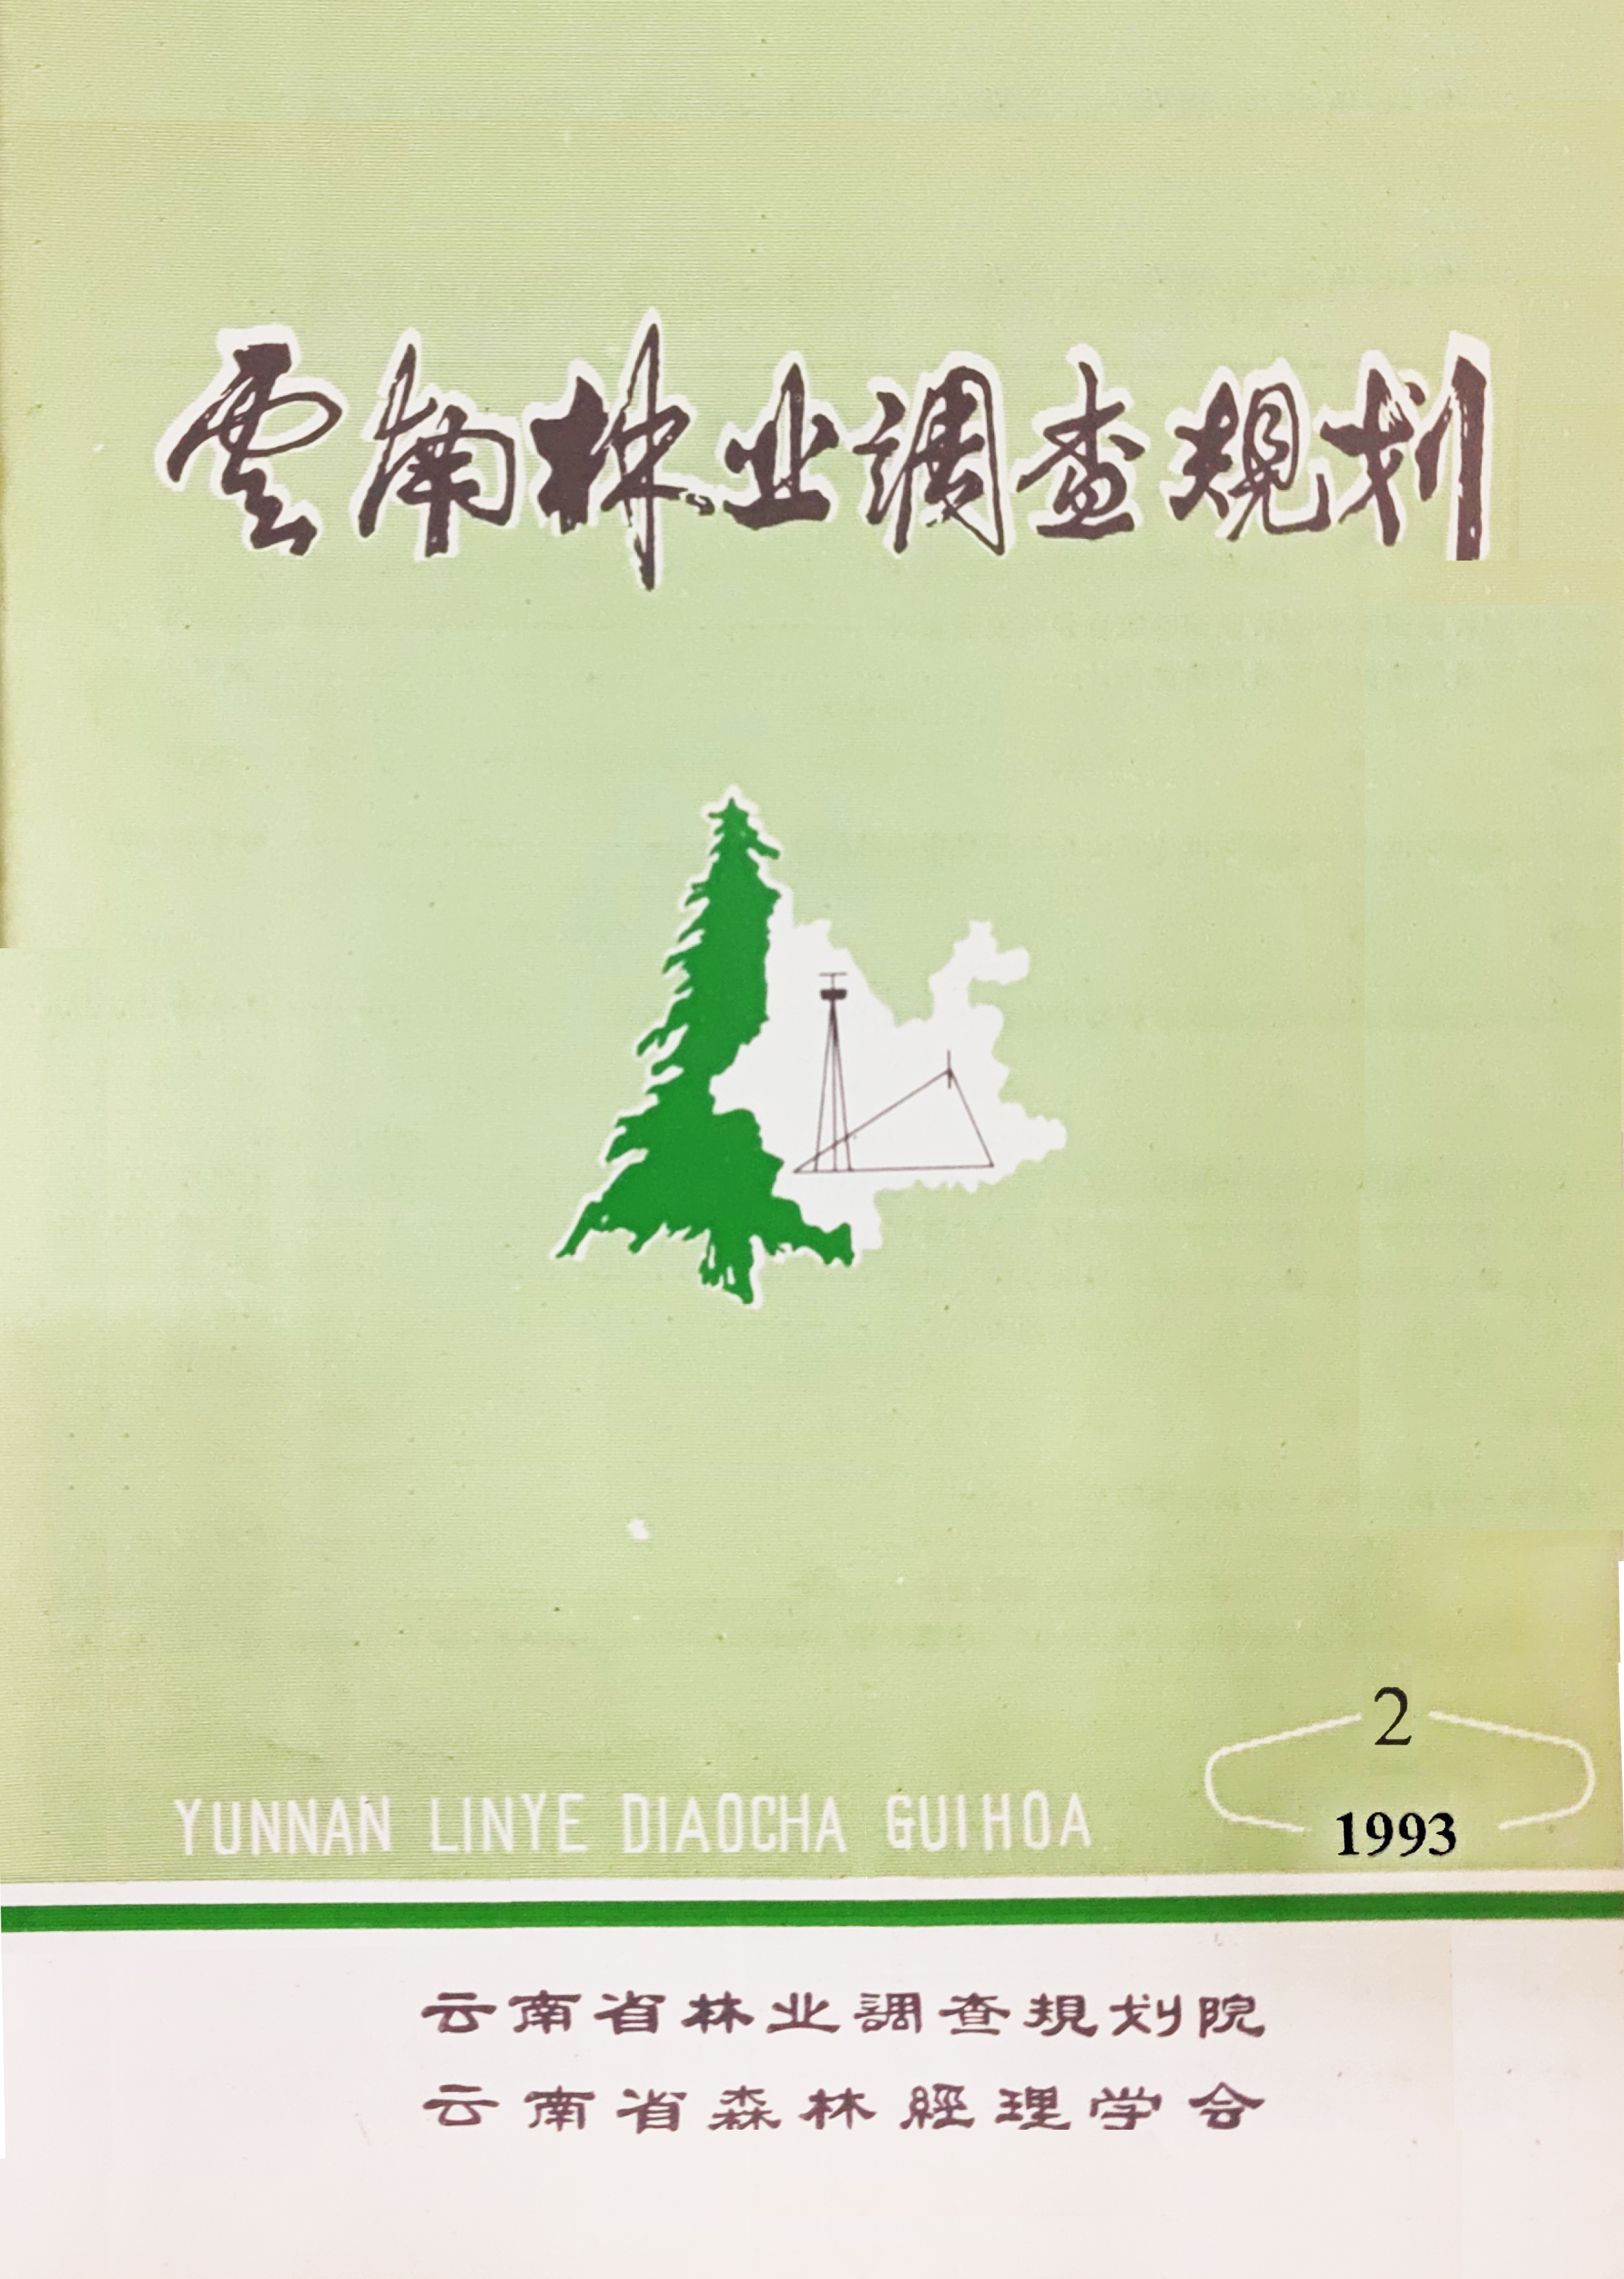 雲南林业調查規划
2
YUNNAN LINYE DIAOCHA GUIHOA
1993
云南省林业調查規划院
云南省森林經理学会